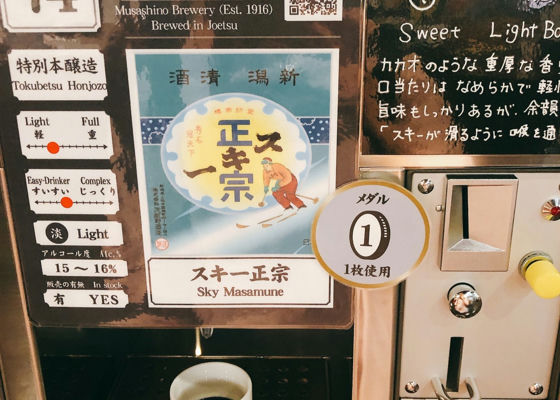 Musashino Brewery (Est. 1916)
Brewed in Joetsu
特別本醸造
Tokubetsu Honjozo
Light Full
軽 重
Easy-Drinker Complex
すいすい じっくり
淡 Light
アルコール度 Alc.%
15 ～ 16%
販売の有無 In stock
有 YES
新潟清酒
スキー正宗
スキー正宗
Sky Masamune
メダル
1
1枚使用
Sweet Light Bo
カカオのような重厚な香り
口当たりはなめらかで軽
旨味もしっかりあるが、余韻
「スキーが滑るように喉を通